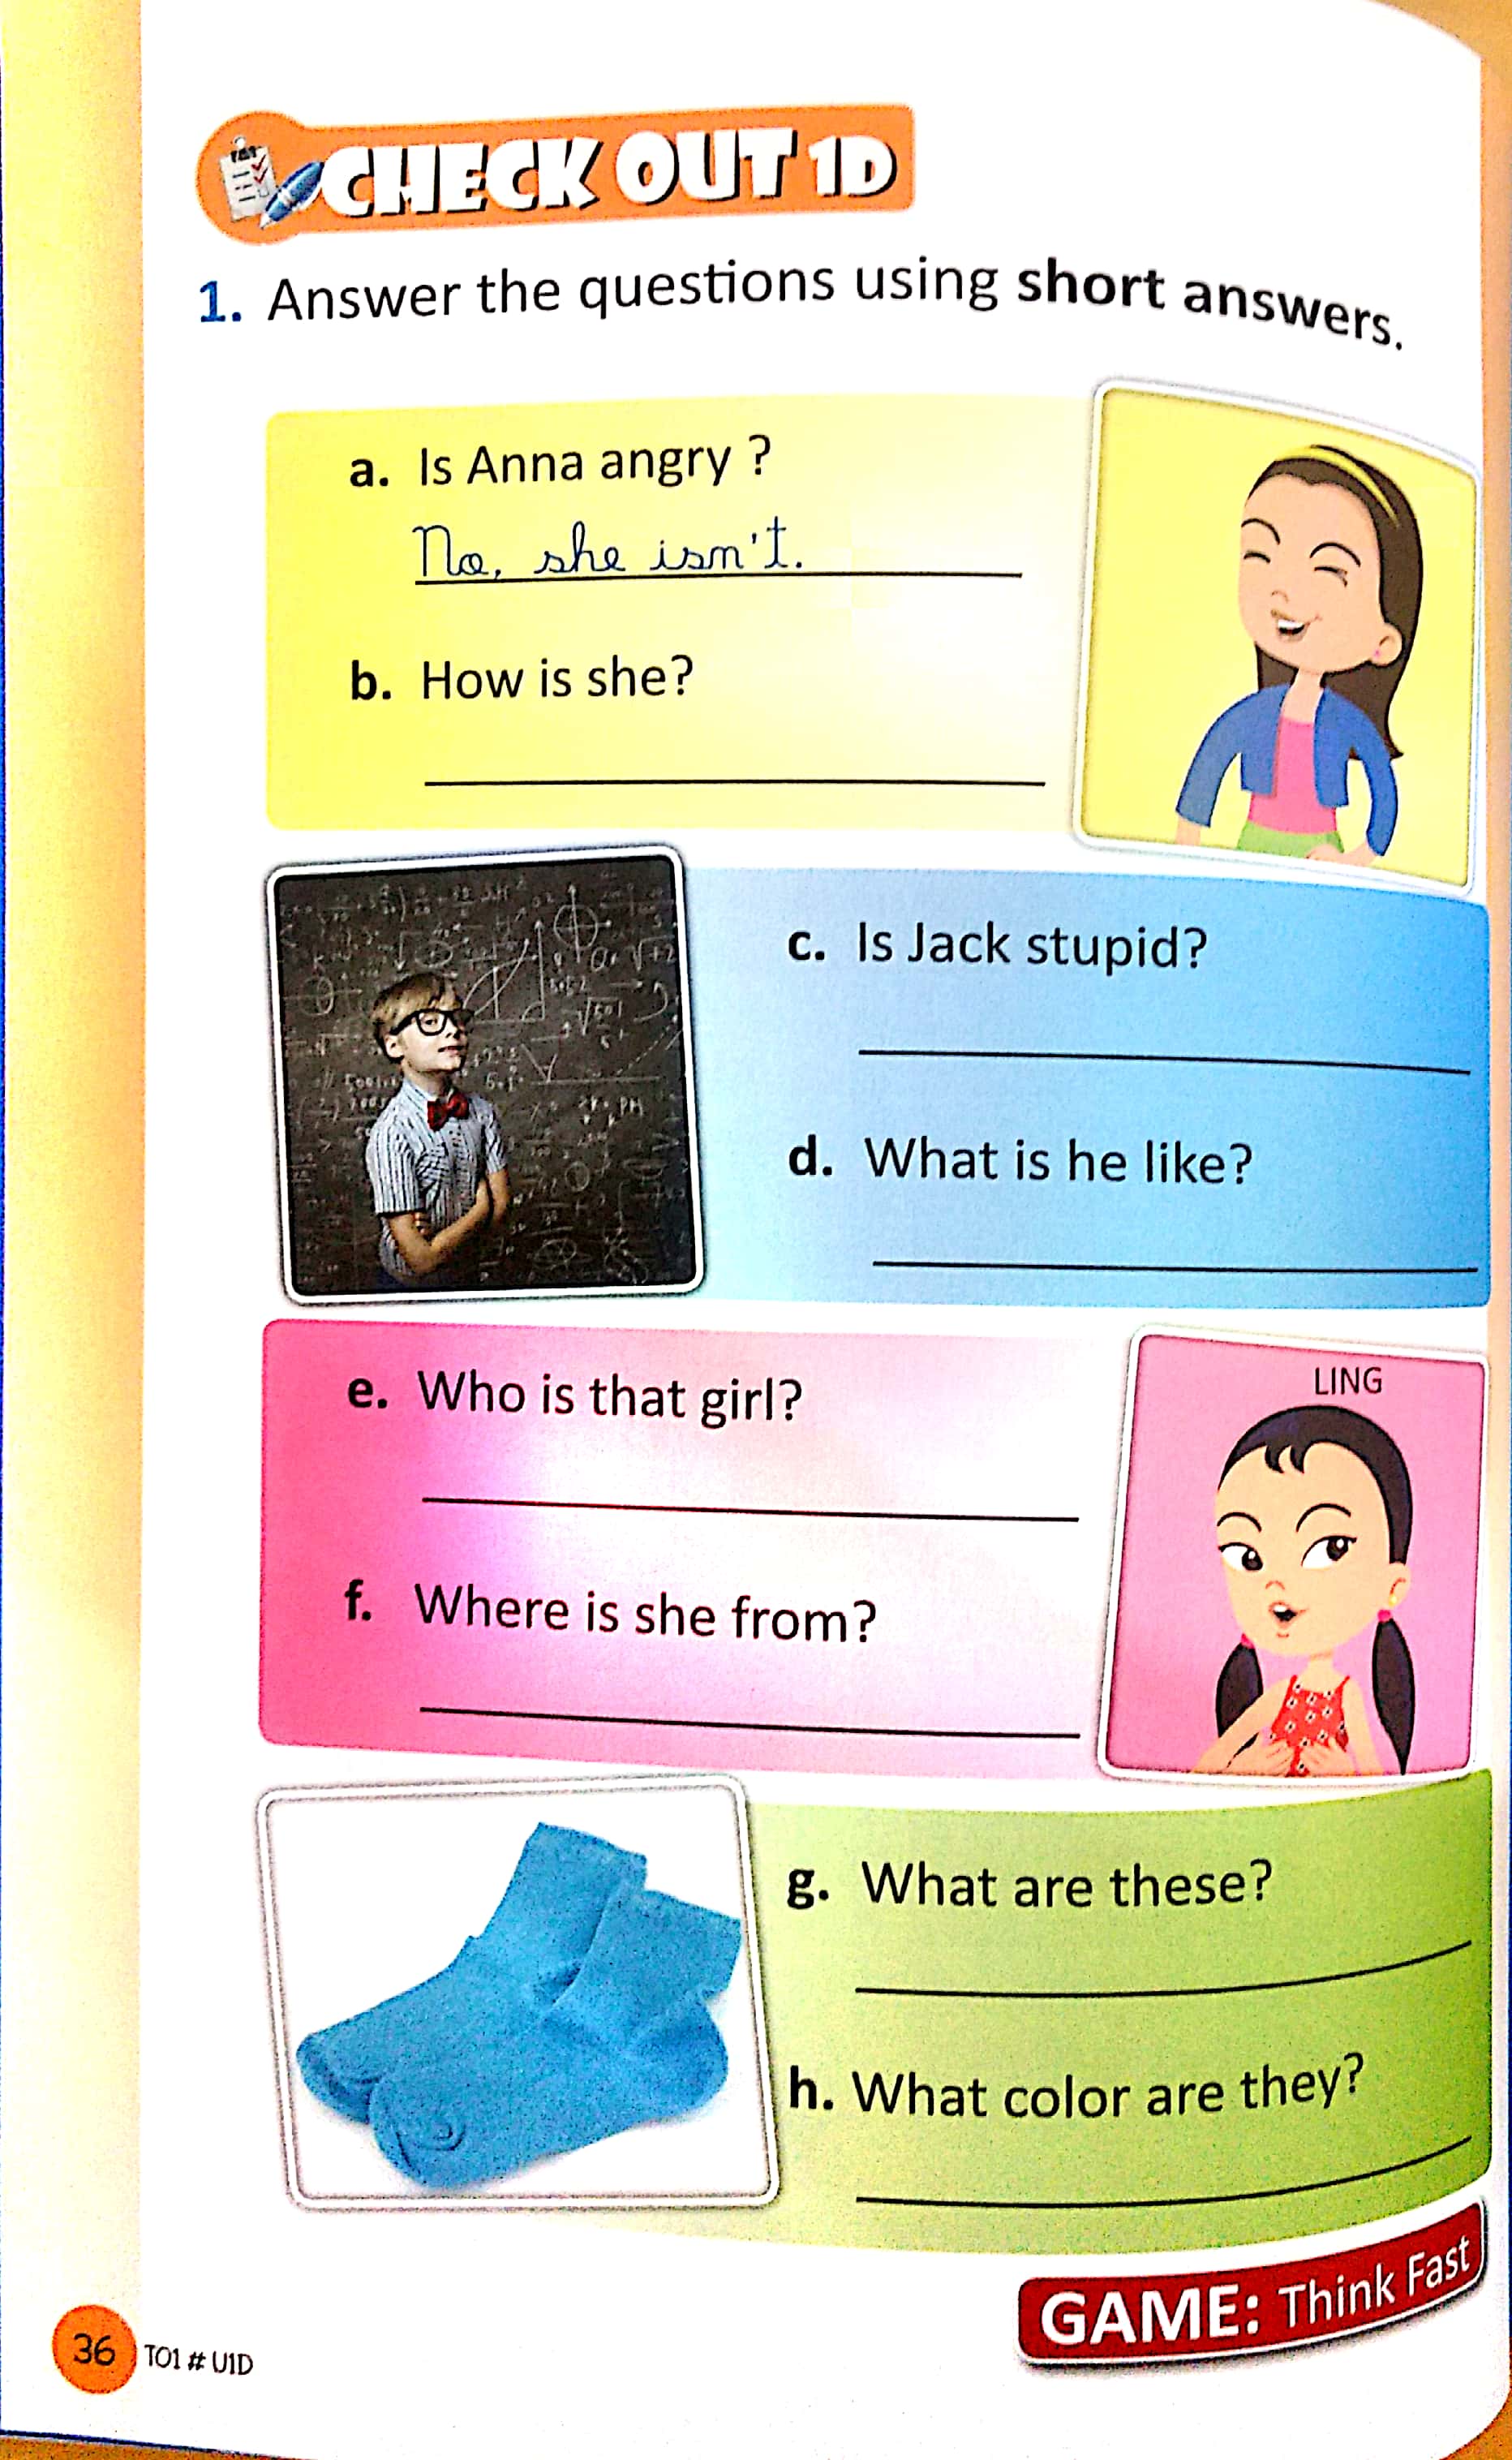 CHECK OUT 1D
1. Answer the questions using short answers.
a. Is Anna angry ?
No, she isn't.
b. How is she?
c. Is Jack stupid?
d. What is he like?
e. Who is that girl?
LING
f. Where is she from?
g. What are these?
h. What color are they?
GAME: Think Fast
36 TO1 # U1D